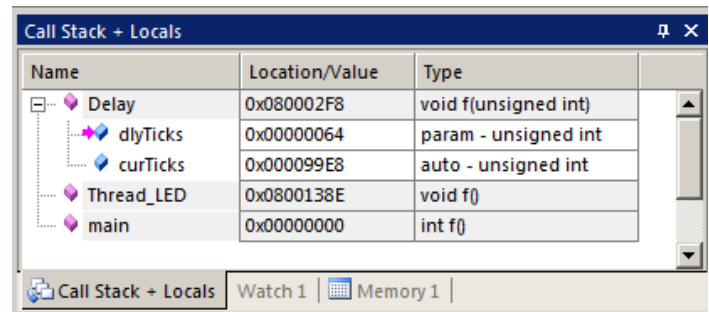 Call Stack + Locals
Name Location/Value Type
Delay 0x080002F8 void f(unsigned int)
dlyTicks 0x00000064 param - unsigned int
curTicks 0x000099E8 auto - unsigned int
Thread_LED 0x0800138E void f()
main 0x00000000 int f()
Call Stack + Locals Watch 1 Memory 1